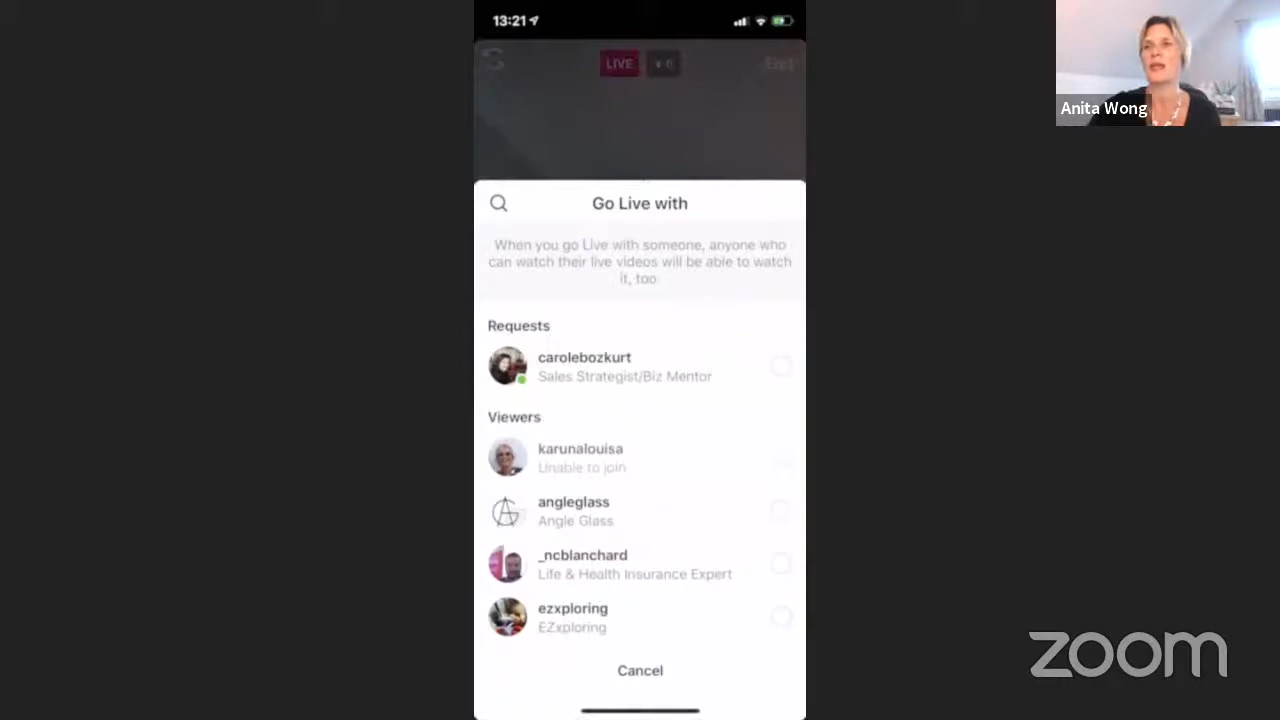 13:21
LIVE
6
End
Anita Wong
Go Live with
When you go Live with someone, anyone who
can watch their live videos will be able to watch
it, too
Requests
carolebozkurt
Sales Strategist/Biz Mentor
Viewers
karunalouisa
Unable to join
angleglass
Angle Glass
_ncblanchard
Life & Health Insurance Expert
ezxploring
EZxploring
Cancel
zoom